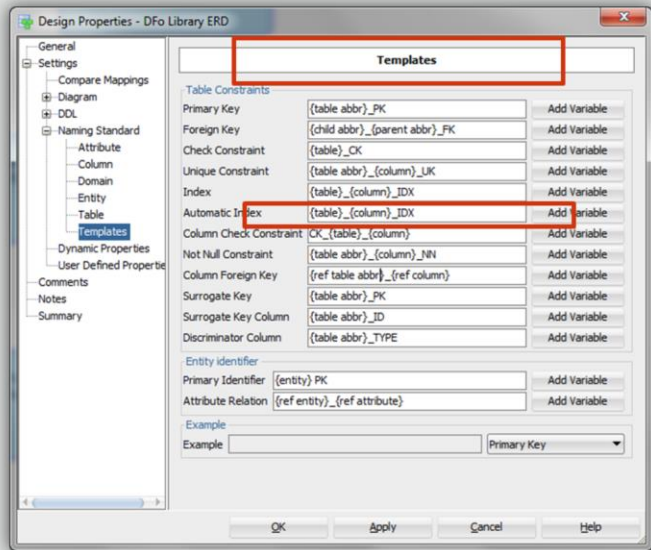 Design Properties - DFo Library ERD
General
Settings
Compare Mappings
Diagram
DDL
Naming Standard
Attribute
Column
Domain
Entity
Table
Templates
Dynamic Properties
User Defined Propertie
Comments
Notes
Summary
Templates
Table Constraints
Primary Key {table abbr}_PK Add Variable
Foreign Key {child abbr}_{parent abbr}_FK Add Variable
Check Constraint {table}_CK Add Variable
Unique Constraint {table abbr}_{column}_UK Add Variable
Index {table}_{column}_IDX Add Variable
Automatic Index {table}_{column}_IDX Add Variable
Column Check Constraint CK_{table}_{column} Add Variable
Not Null Constraint {table abbr}_{column}_NN Add Variable
Column Foreign Key {ref table abbr}_{ref column} Add Variable
Surrogate Key {table abbr}_PK Add Variable
Surrogate Key Column {table abbr}_ID Add Variable
Discriminator Column {table abbr}_TYPE Add Variable
Entity identifier
Primary Identifier {entity} PK Add Variable
Attribute Relation {ref entity}_{ref attribute} Add Variable
Example
Example Primary Key
OK Apply Cancel Help